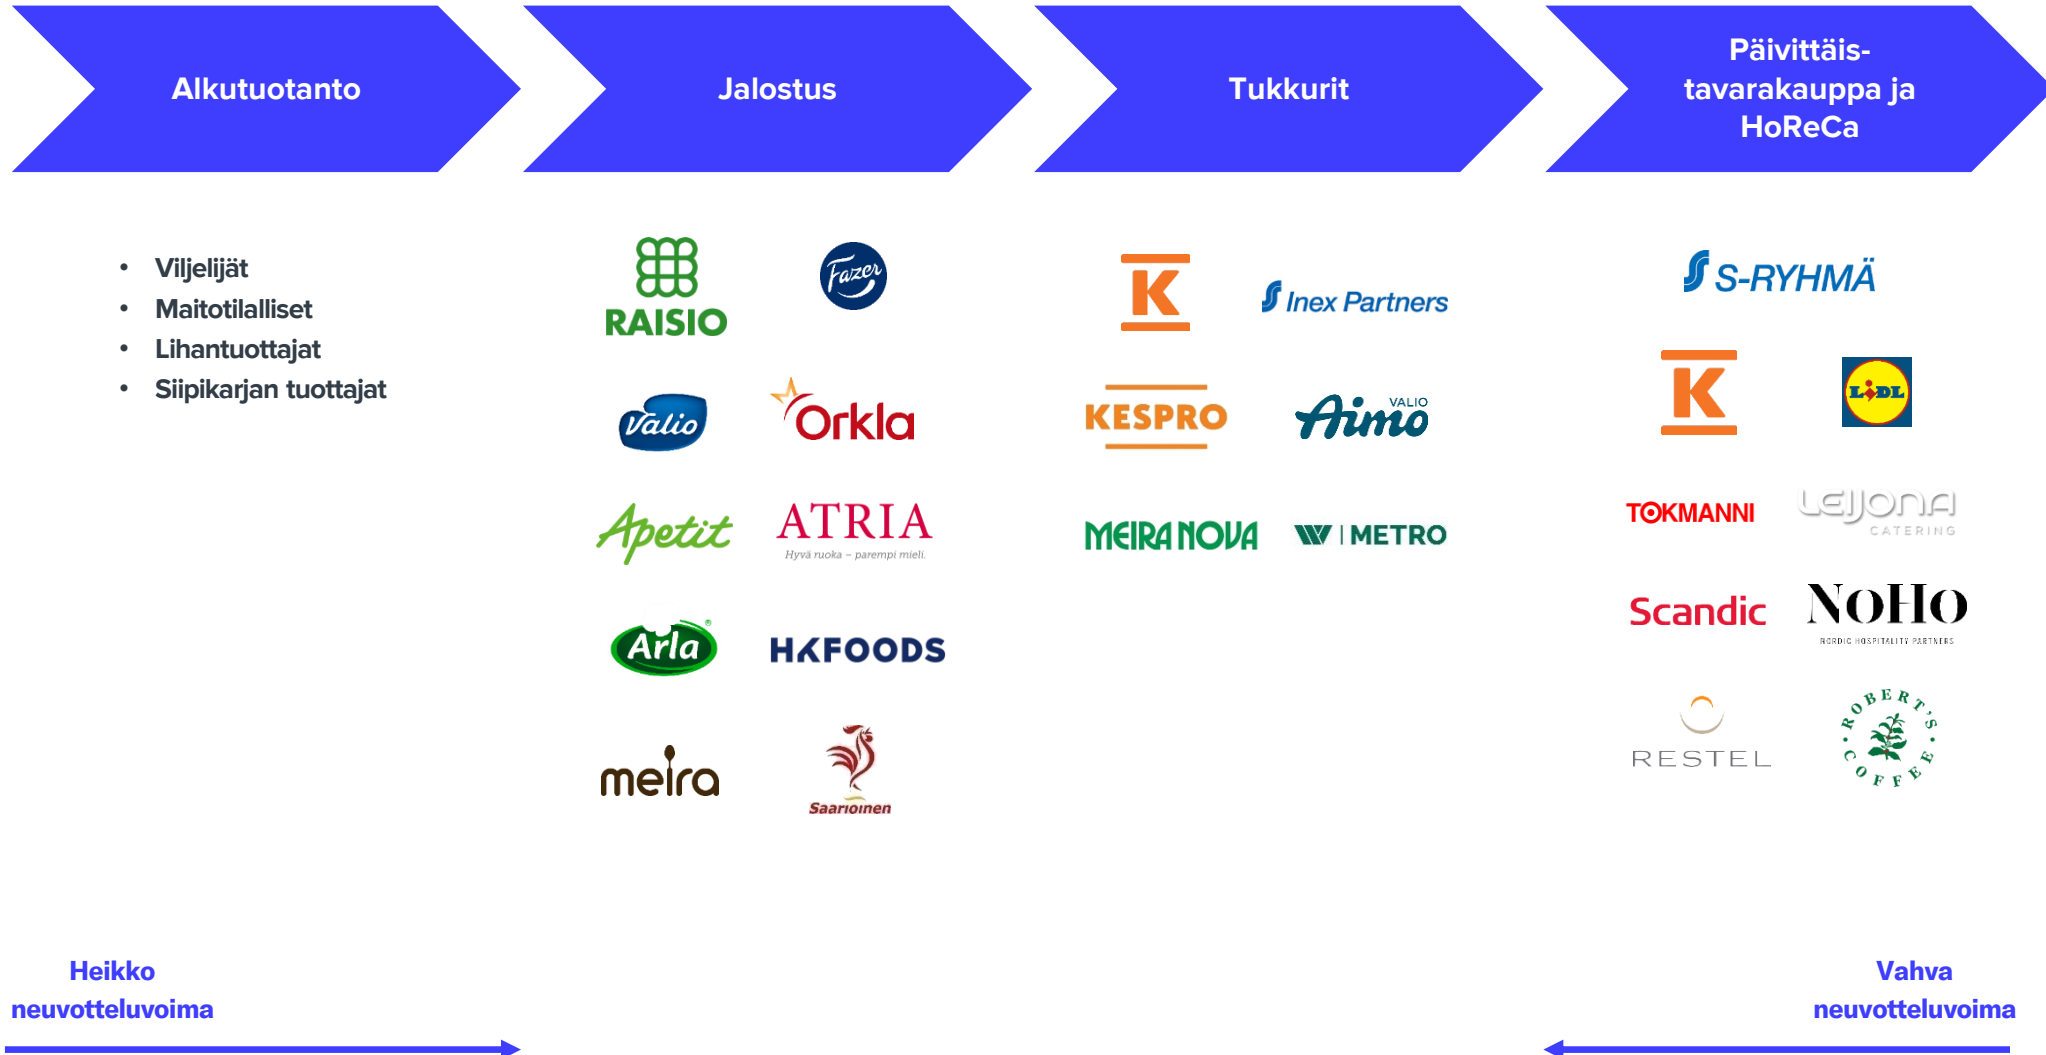 Alkutuotanto
Jalostus
Tukkurit
Päivittäis-
tavarakauppa ja
HoReCa
• Viljelijät
• Maitotilalliset
• Lihantuottajat
• Siipikarjan tuottajat
RAISIO
Fazer
Valio
Orkla
Apetit
ATRIA
Hyvä ruoka – parempi mieli.
Arla®
HKFOODS
meira
Saarioinen
K
Inex Partners
KESPRO
VALIO
Aimo
MEIRA NOVA
W | METRO
S-RYHMÄ
K
LIDL
TOKMANNI
LEIJONA
CATERING
Scandic
NoHo
NORDIC HOSPITALITY PARTNERS
RESTEL
ROBERT'S
COFFEE
Heikko
neuvotteluvoima
Vahva
neuvotteluvoima